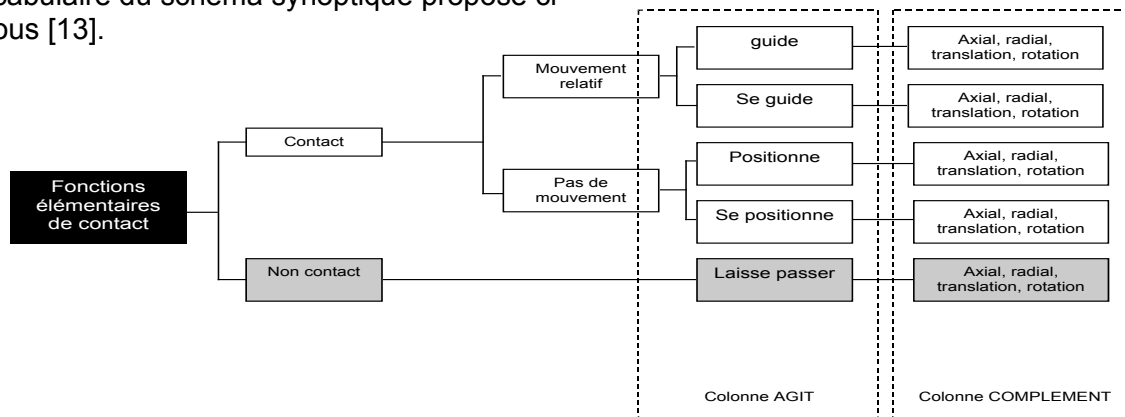 cabulaire du schéma synoptique proposé ci-
ous [13].
Fonctions
élémentaires
de contact
Contact
Non contact
Mouvement
relatif
Pas de
mouvement
guide
Se guide
Positionne
Se positionne
Laisse passer
Axial, radial,
translation, rotation
Axial, radial,
translation, rotation
Axial, radial,
translation, rotation
Axial, radial,
translation, rotation
Axial, radial,
translation, rotation
Colonne AGIT
Colonne COMPLEMENT